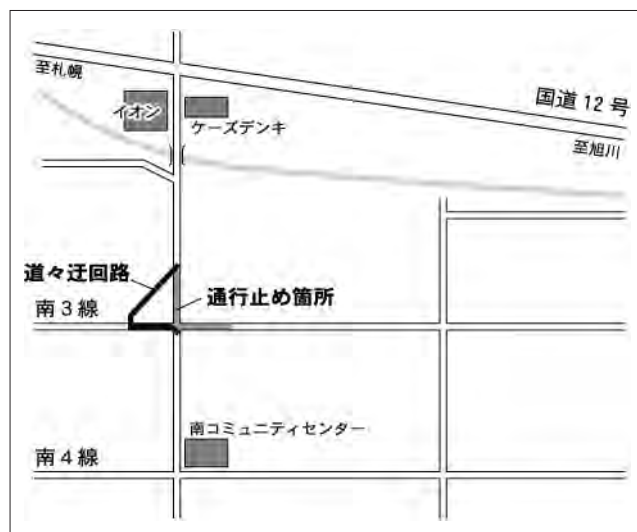 至札幌
イオン
国道12号
ケーズデンキ
至旭川
道々迂回路
通行止め箇所
南3線
南コミュニティセンター
南4線